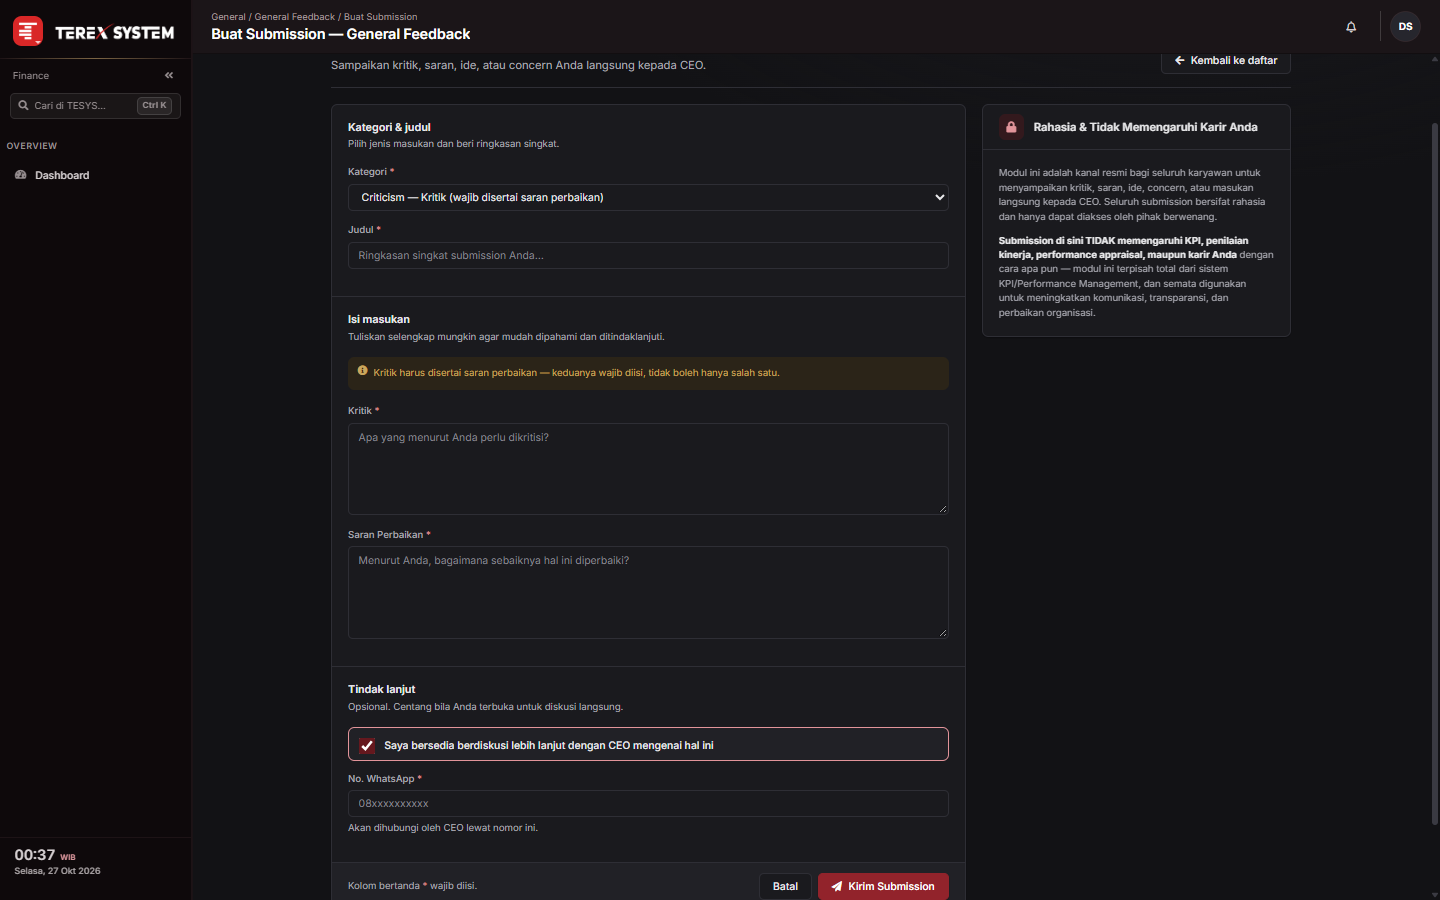 TEREX SYSTEM
Finance
Cari di TESYS...
Ctrl K
OVERVIEW
Dashboard
00:37 WIB
Selasa, 27 Okt 2026
General / General Feedback / Buat Submission
Buat Submission — General Feedback
DS
Sampaikan kritik, saran, ide, atau concern Anda langsung kepada CEO.
Kembali ke daftar
Kategori & judul
Pilih jenis masukan dan beri ringkasan singkat.
Kategori *
Criticism — Kritik (wajib disertai saran perbaikan)
Judul *
Ringkasan singkat submission Anda...
Isi masukan
Tuliskan selengkap mungkin agar mudah dipahami dan ditindaklanjuti.
Kritik harus disertai saran perbaikan — keduanya wajib diisi, tidak boleh hanya salah satu.
Kritik *
Apa yang menurut Anda perlu dikritisi?
Saran Perbaikan *
Menurut Anda, bagaimana sebaiknya hal ini diperbaiki?
Tindak lanjut
Opsional. Centang bila Anda terbuka untuk diskusi langsung.
Saya bersedia berdiskusi lebih lanjut dengan CEO mengenai hal ini
No. WhatsApp *
08xxxxxxxxxx
Akan dihubungi oleh CEO lewat nomor ini.
Kolom bertanda * wajib diisi.
Batal
Kirim Submission
Rahasia & Tidak Memengaruhi Karir Anda
Modul ini adalah kanal resmi bagi seluruh karyawan untuk
menyampaikan kritik, saran, ide, concern, atau masukan
langsung kepada CEO. Seluruh submission bersifat rahasia
dan hanya dapat diakses oleh pihak berwenang.
Submission di sini TIDAK memengaruhi KPI, penilaian
kinerja, performance appraisal, maupun karir Anda dengan
cara apa pun — modul ini terpisah total dari sistem
KPI/Performance Management, dan semata digunakan
untuk meningkatkan komunikasi, transparansi, dan
perbaikan organisasi.